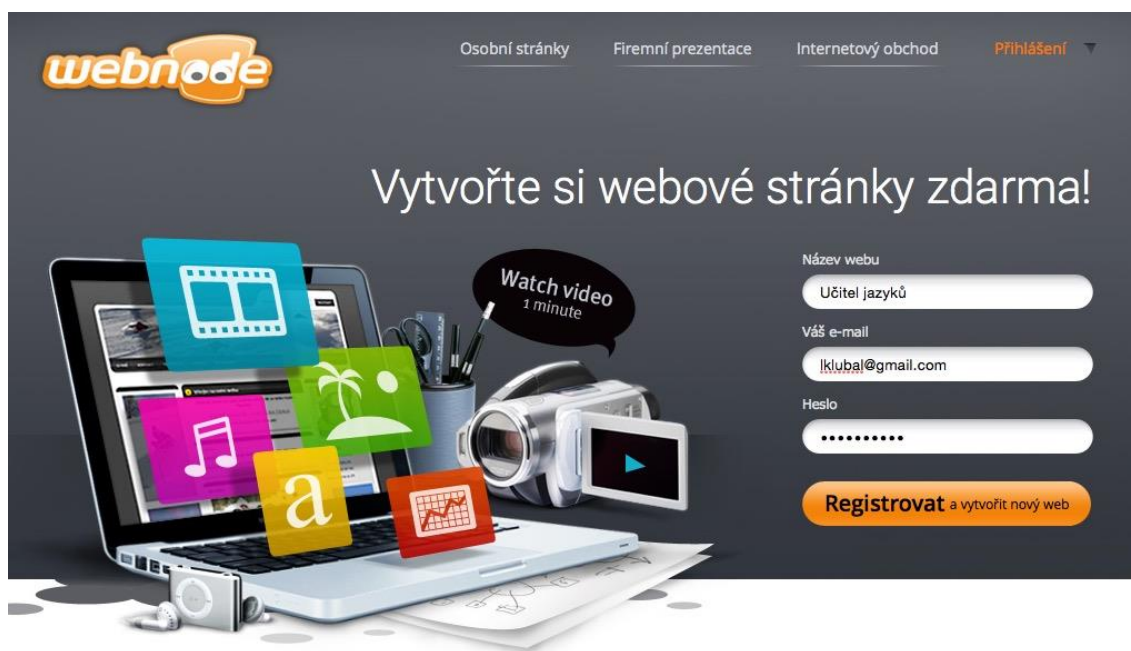 webnode
Osobní stránky
Firemní prezentace
Internetový obchod
Přihlášení
Vytvořte si webové stránky zdarma!
Watch video
1 minute
Název webu
Učitel jazyků
Váš e-mail
lklubal@gmail.com
Heslo
••••••••••
Registrovat a vytvořit nový web
a